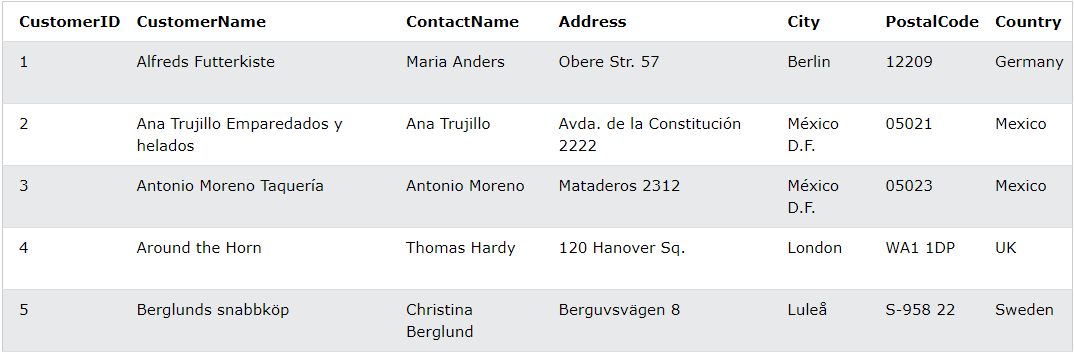 CustomerID CustomerName ContactName Address City PostalCode Country
1 Alfreds Futterkiste Maria Anders Obere Str. 57 Berlin 12209 Germany
2 Ana Trujillo Emparedados y Ana Trujillo Avda. de la Constitución México 05021 Mexico
helados 2222 D.F.
3 Antonio Moreno Taquería Antonio Moreno Mataderos 2312 México 05023 Mexico
D.F.
4 Around the Horn Thomas Hardy 120 Hanover Sq. London WA1 1DP UK
5 Berglunds snabbköp Christina Berguvsvägen 8 Luleå S-958 22 Sweden
Berglund